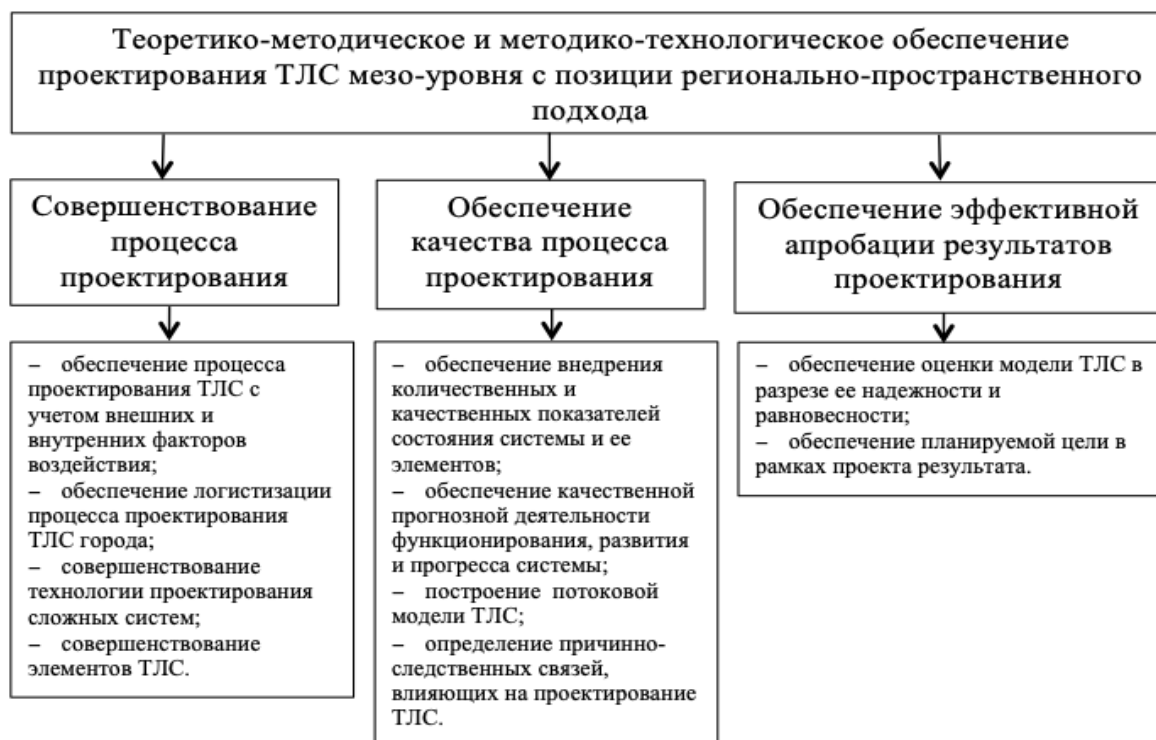 Теоретико-методическое и методико-технологическое обеспечение
проектирования ТЛС мезо-уровня с позиции регионально-пространственного
подхода
Совершенствование
процесса
проектирования
Обеспечение
качества процесса
проектирования
Обеспечение эффективной
апробации результатов
проектирования
– обеспечение процесса
проектирования ТЛС с
учетом внешних и
внутренних факторов
воздействия;
– обеспечение логистизации
процесса проектирования
ТЛС города;
– совершенствование
технологии проектирования
сложных систем;
– совершенствование
элементов ТЛС.
– обеспечение внедрения
количественных и
качественных показателей
состояния системы и ее
элементов;
– обеспечение качественной
прогнозной деятельности
функционирования, развития
и прогресса системы;
– построение потоковой
модели ТЛС;
– определение причинно-
следственных связей,
влияющих на проектирование
ТЛС.
– обеспечение оценки модели ТЛС в
разрезе ее надежности и
равновесности;
– обеспечение планируемой цели в
рамках проекта результата.